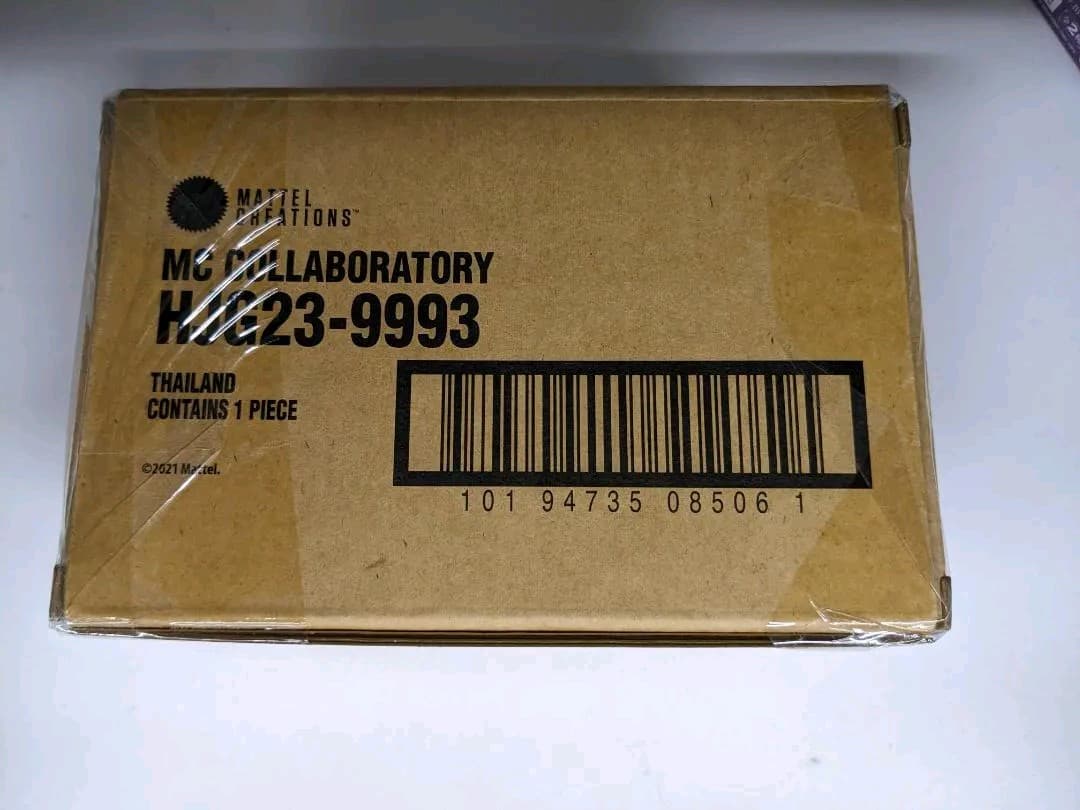 MATTEL
CREATIONS™
MC COLLABORATORY
HJG23-9993
THAILAND
CONTAINS 1 PIECE
©2021 Mattel.
101 94735 08506 1